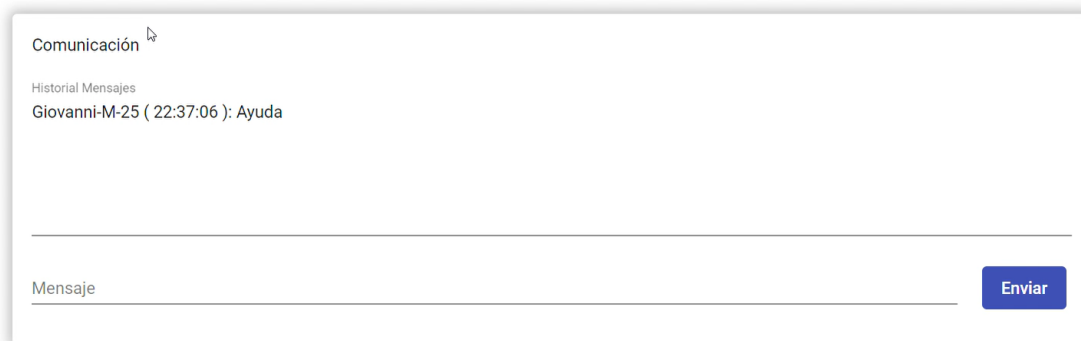 Comunicación
Historial Mensajes
Giovanni-M-25 ( 22:37:06 ): Ayuda
Mensaje
Enviar